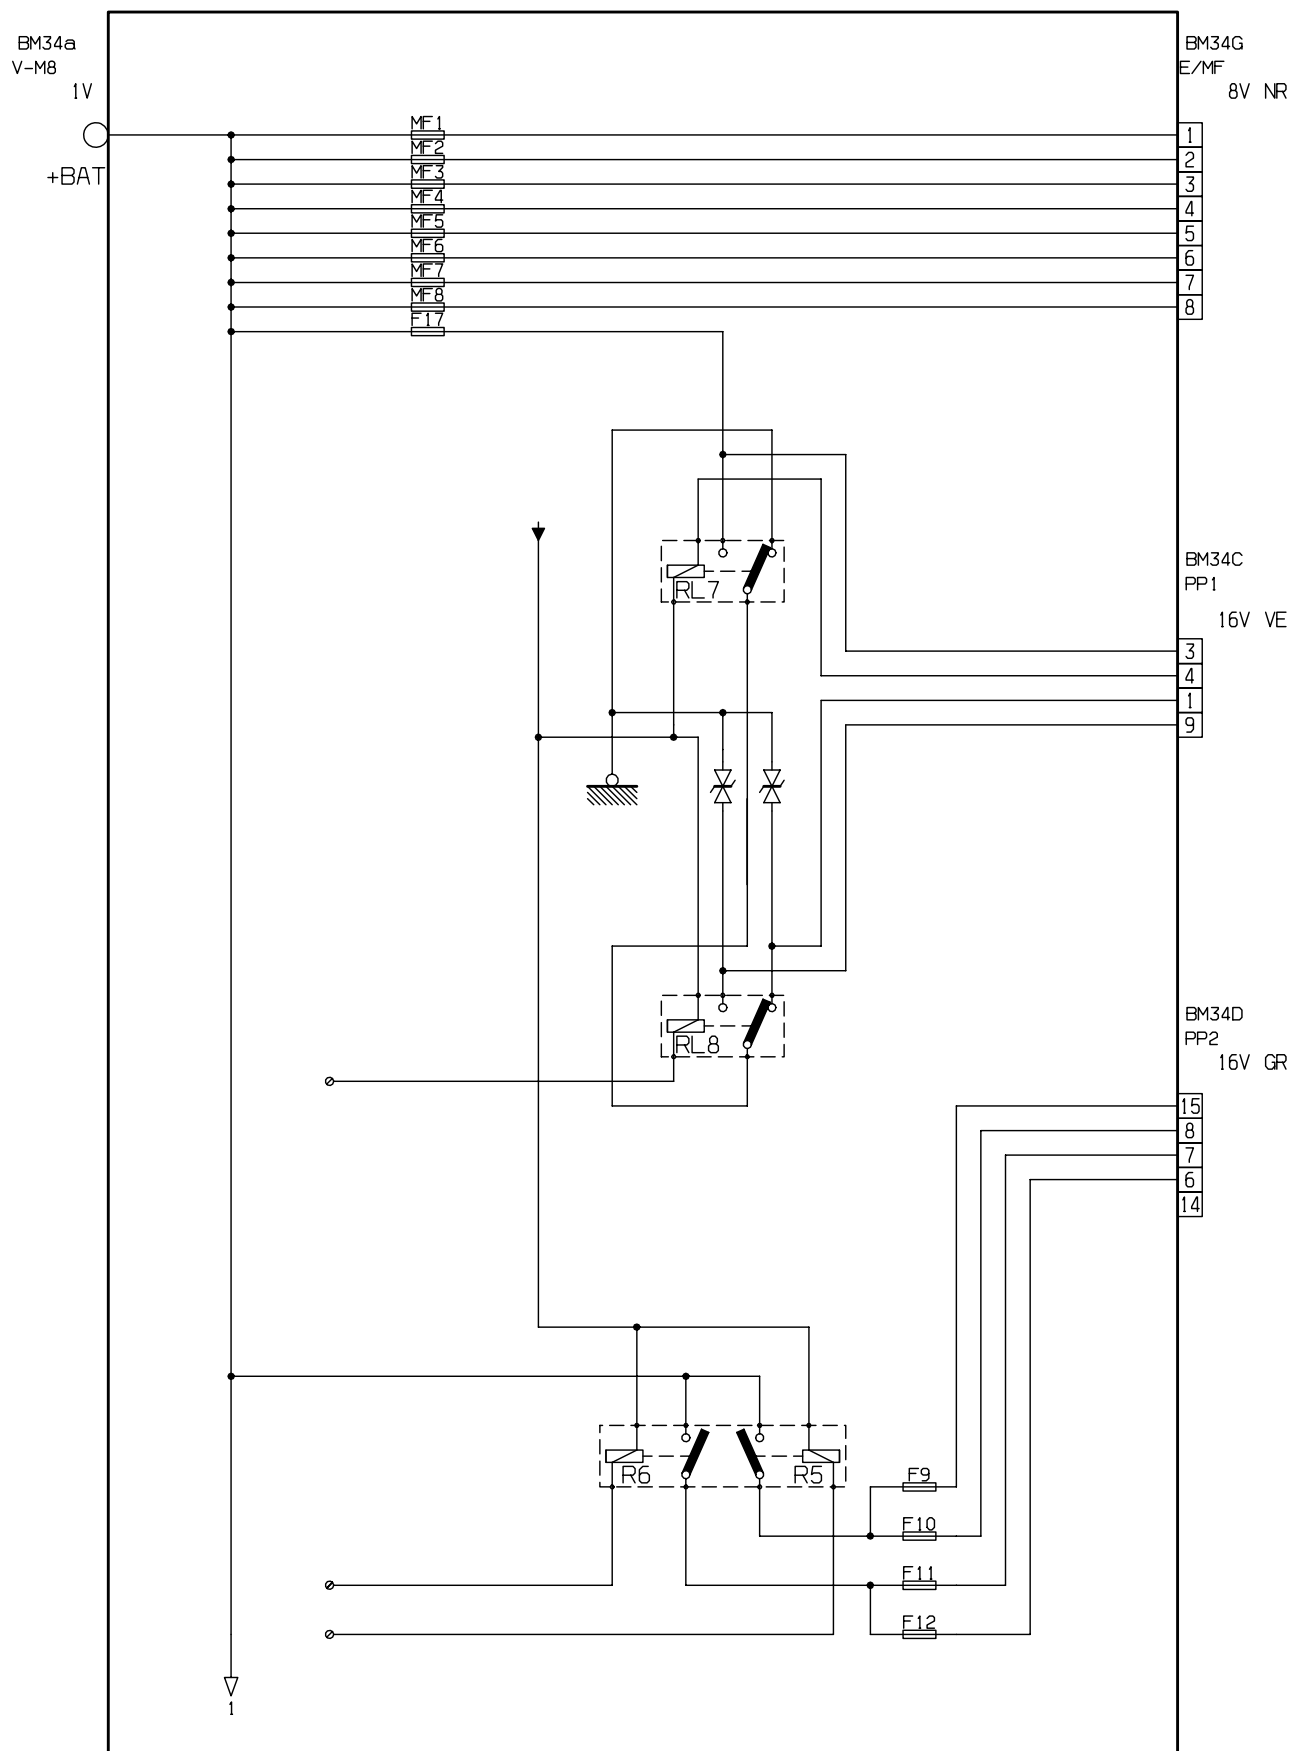 BM34a
V-M8
1V
+BAT
BM34G
E/MF
8V NR
MF1
MF2
MF3
MF4
MF5
MF6
MF7
MF8
F17
1
2
3
4
5
6
7
8
RL7
BM34C
PP1
16V VE
3
4
1
9
RL8
BM34D
PP2
16V GR
15
8
7
6
14
R6
R5
F9
F10
F11
F12
1